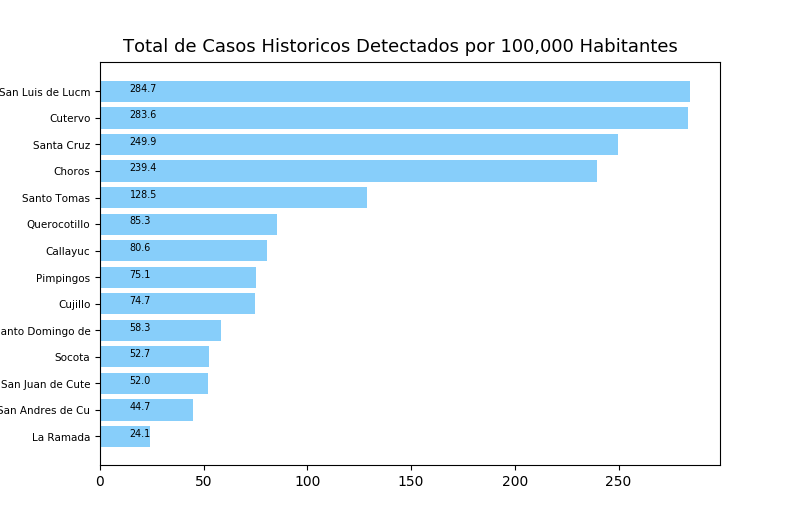 Total de Casos Historicos Detectados por 100,000 Habitantes
San Luis de Lucm 284.7
Cutervo 283.6
Santa Cruz 249.9
Choros 239.4
Santo Tomas 128.5
Querocotillo 85.3
Callayuc 80.6
Pimpingos 75.1
Cujillo 74.7
anto Domingo de 58.3
Socota 52.7
San Juan de Cute 52.0
San Andres de Cu 44.7
La Ramada 24.1
0 50 100 150 200 250